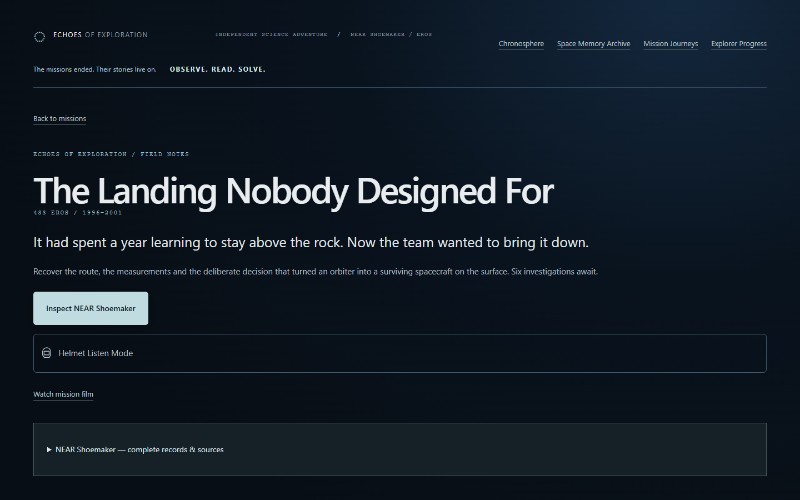 ECHOES OF EXPLORATION
INDEPENDENT SCIENCE ADVENTURE / NEAR SHOEMAKER / EROS
Chronosphere Space Memory Archive Mission Journeys Explorer Progress
The missions ended. Their stories live on. OBSERVE. READ. SOLVE.
Back to missions
ECHOES OF EXPLORATION / FIELD NOTES
The Landing Nobody Designed For
433 EROS / 1996–2001
It had spent a year learning to stay above the rock. Now the team wanted to bring it down.
Recover the route, the measurements and the deliberate decision that turned an orbiter into a surviving spacecraft on the surface. Six investigations await.
Inspect NEAR Shoemaker
Helmet Listen Mode
Watch mission film
▶ NEAR Shoemaker — complete records & sources